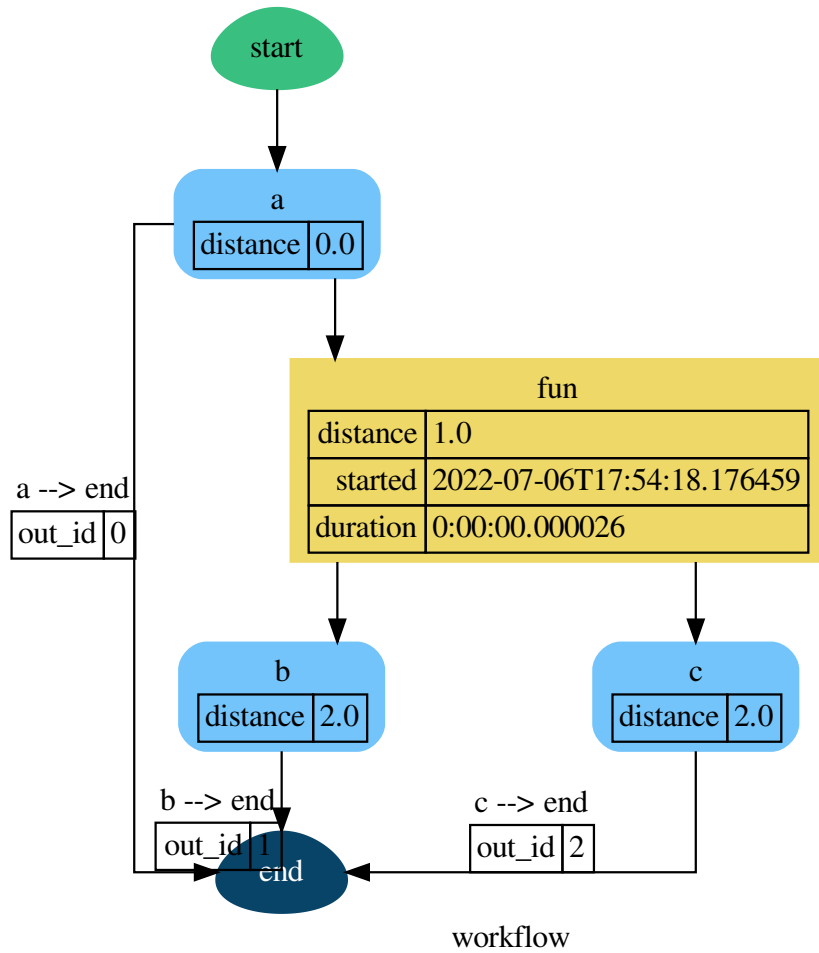 start
a
distance 0.0
fun
distance 1.0
started 2022-07-06T17:54:18.176459
duration 0:00:00.000026
a --> end
out_id 0
b
distance 2.0
c
distance 2.0
b --> end
out_id 1
c --> end
out_id 2
end
workflow